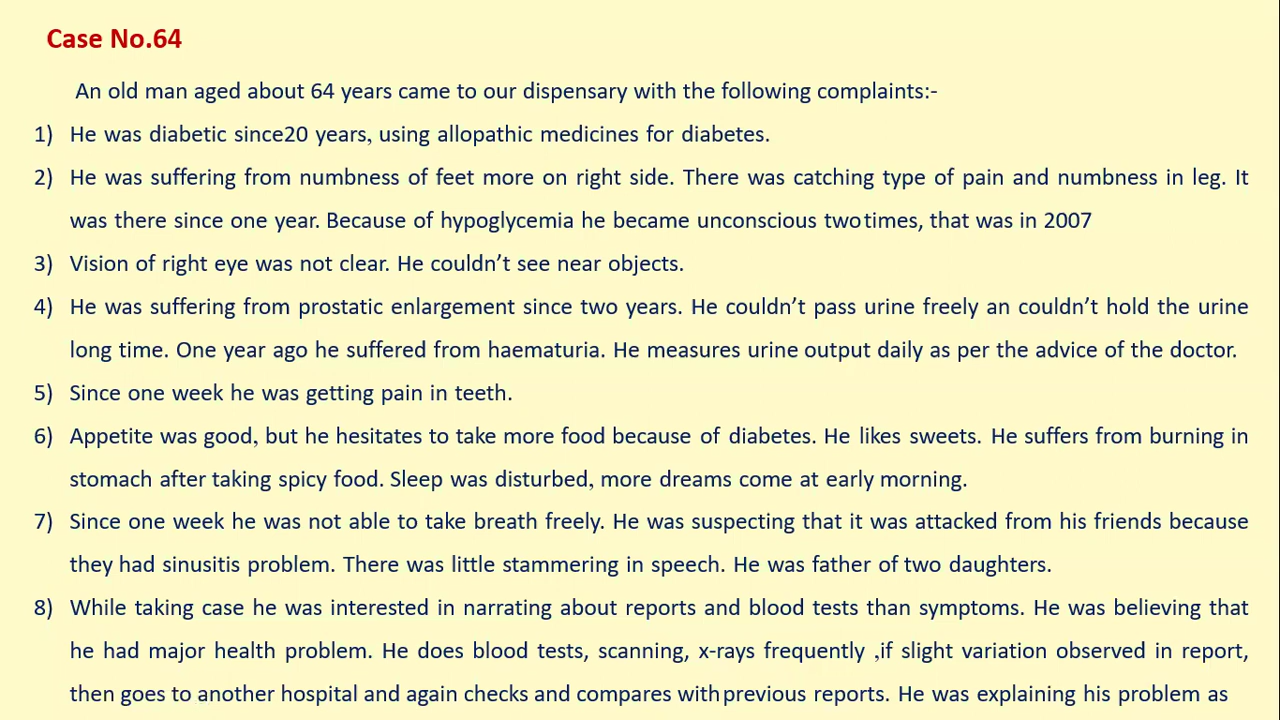 Case No.64
An old man aged about 64 years came to our dispensary with the following complaints:-
1) He was diabetic since20 years, using allopathic medicines for diabetes.
2) He was suffering from numbness of feet more on right side. There was catching type of pain and numbness in leg. It
was there since one year. Because of hypoglycemia he became unconscious two times, that was in 2007
3) Vision of right eye was not clear. He couldn’t see near objects.
4) He was suffering from prostatic enlargement since two years. He couldn’t pass urine freely an couldn’t hold the urine
long time. One year ago he suffered from haematuria. He measures urine output daily as per the advice of the doctor.
5) Since one week he was getting pain in teeth.
6) Appetite was good, but he hesitates to take more food because of diabetes. He likes sweets. He suffers from burning in
stomach after taking spicy food. Sleep was disturbed, more dreams come at early morning.
7) Since one week he was not able to take breath freely. He was suspecting that it was attacked from his friends because
they had sinusitis problem. There was little stammering in speech. He was father of two daughters.
8) While taking case he was interested in narrating about reports and blood tests than symptoms. He was believing that
he had major health problem. He does blood tests, scanning, x-rays frequently ,if slight variation observed in report,
then goes to another hospital and again checks and compares with previous reports. He was explaining his problem as